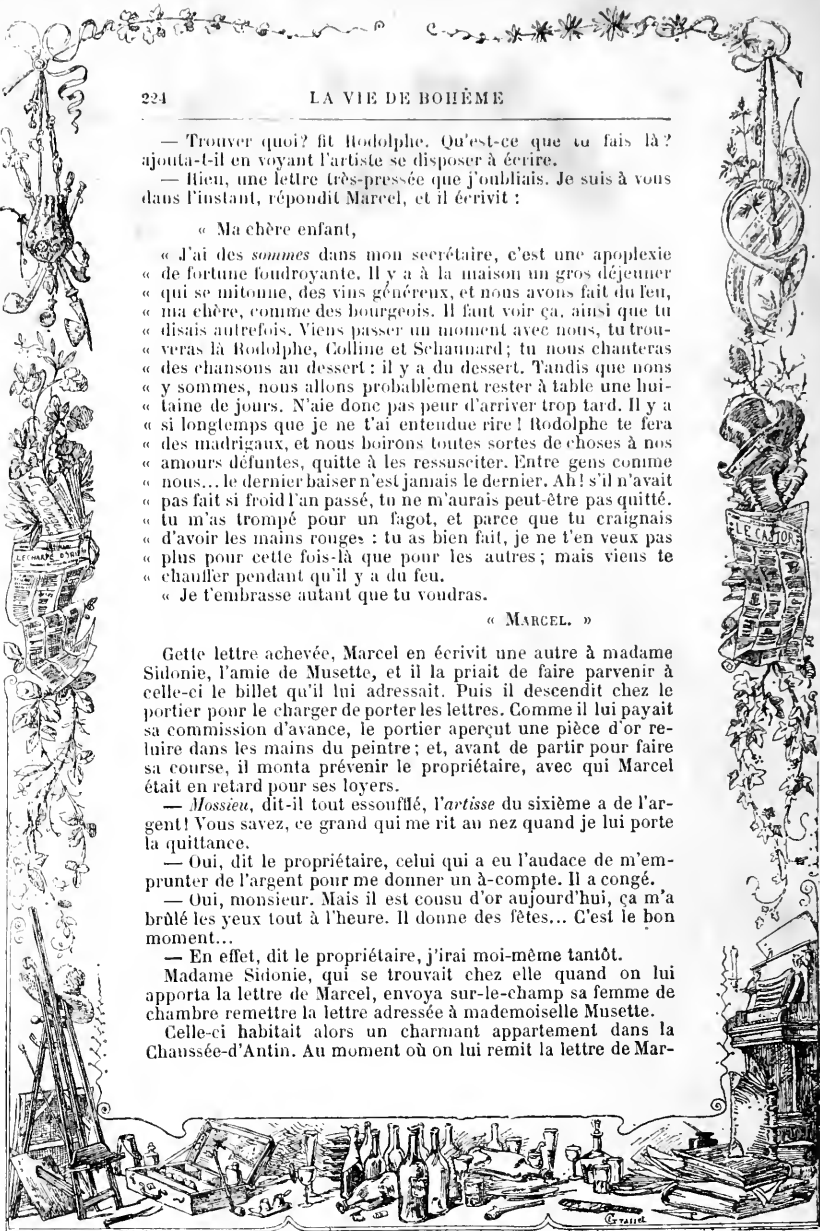 224 LA VIE DE BOHÈME
— Trouver quoi? fit Rodolphe. Qu'est-ce que tu fais là?
ajouta-t-il en voyant l'artiste se disposer à écrire.
— Rien, une lettre très-pressée que j'oubliais. Je suis à vous
dans l'instant, répondit Marcel, et il écrivit :
« Ma chère enfant,
« J'ai des sommes dans mon secrétaire, c'est une apoplexie
« de fortune foudroyante. Il y a à la maison un gros déjeuner
« qui se mitonne, des vins généreux, et nous avons fait du feu,
« ma chère, comme des bourgeois. Il faut voir ça, ainsi que tu
« disais autrefois. Viens passer un moment avec nous, tu trou-
« veras là Rodolphe, Colline et Schaunard; tu nous chanteras
« des chansons au dessert : il y a du dessert. Tandis que nous
« y sommes, nous allons probablement rester à table une hui-
« taine de jours. N'aie donc pas peur d'arriver trop tard. Il y a
« si longtemps que je ne t'ai entendue rire! Rodolphe te fera
« des madrigaux, et nous boirons toutes sortes de choses à nos
« amours défuntes, quitte à les ressusciter. Entre gens comme
« nous... le dernier baiser n'est jamais le dernier. Ah! s'il n'avait
« pas fait si froid l'an passé, tu ne m'aurais peut-être pas quitté.
« tu m'as trompé pour un fagot, et parce que tu craignais
« d'avoir les mains rouges : tu as bien fait, je ne t'en veux pas
« plus pour cette fois-là que pour les autres; mais viens te
« chauffer pendant qu'il y a du feu.
« Je t'embrasse autant que tu voudras.
« MARCEL. »
Cette lettre achevée, Marcel en écrivit une autre à madame
Sidonie, l'amie de Musette, et il la priait de faire parvenir à
celle-ci le billet qu'il lui adressait. Puis il descendit chez le
portier pour le charger de porter les lettres. Comme il lui payait
sa commission d'avance, le portier aperçut une pièce d'or re-
luire dans les mains du peintre; et, avant de partir pour faire
sa course, il monta prévenir le propriétaire, avec qui Marcel
était en retard pour ses loyers.
— Mossieu, dit-il tout essoufflé, l'artisse du sixième a de l'ar-
gent! Vous savez, ce grand qui me rit au nez quand je lui porte
la quittance.
— Oui, dit le propriétaire, celui qui a eu l'audace de m'em-
prunter de l'argent pour me donner un à-compte. Il a congé.
— Oui, monsieur. Mais il est cousu d'or aujourd'hui, ça m'a
brûlé les yeux tout à l'heure. Il donne des fêtes... C'est le bon
moment...
— En effet, dit le propriétaire, j'irai moi-même tantôt.
Madame Sidonie, qui se trouvait chez elle quand on lui
apporta la lettre de Marcel, envoya sur-le-champ sa femme de
chambre remettre la lettre adressée à mademoiselle Musette.
Celle-ci habitait alors un charmant appartement dans la
Chaussée-d'Antin. Au moment où on lui remit la lettre de Mar-
LE CASTOR